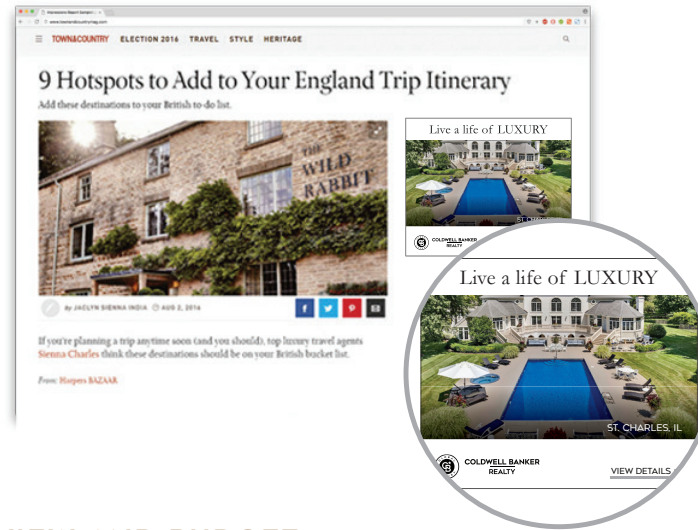 www.townandcountrymag.com
TOWN&COUNTRY ELECTION 2016 TRAVEL STYLE HERITAGE
9 Hotspots to Add to Your England Trip Itinerary
Add these destinations to your British to-do list.
THE
WILD
RABBIT
By JACLYN SIENNA INDIA AUG 2, 2016
If you're planning a trip anytime soon (and you should), top luxury travel agents
Sienna Charles think these destinations should be on your British bucket list.
From: Harpers BAZAAR
Live a life of LUXURY
ST. CHARLES
COLDWELL BANKER
REALTY
Live a life of LUXURY
ST. CHARLES, IL
COLDWELL BANKER
REALTY
VIEW DETAILS